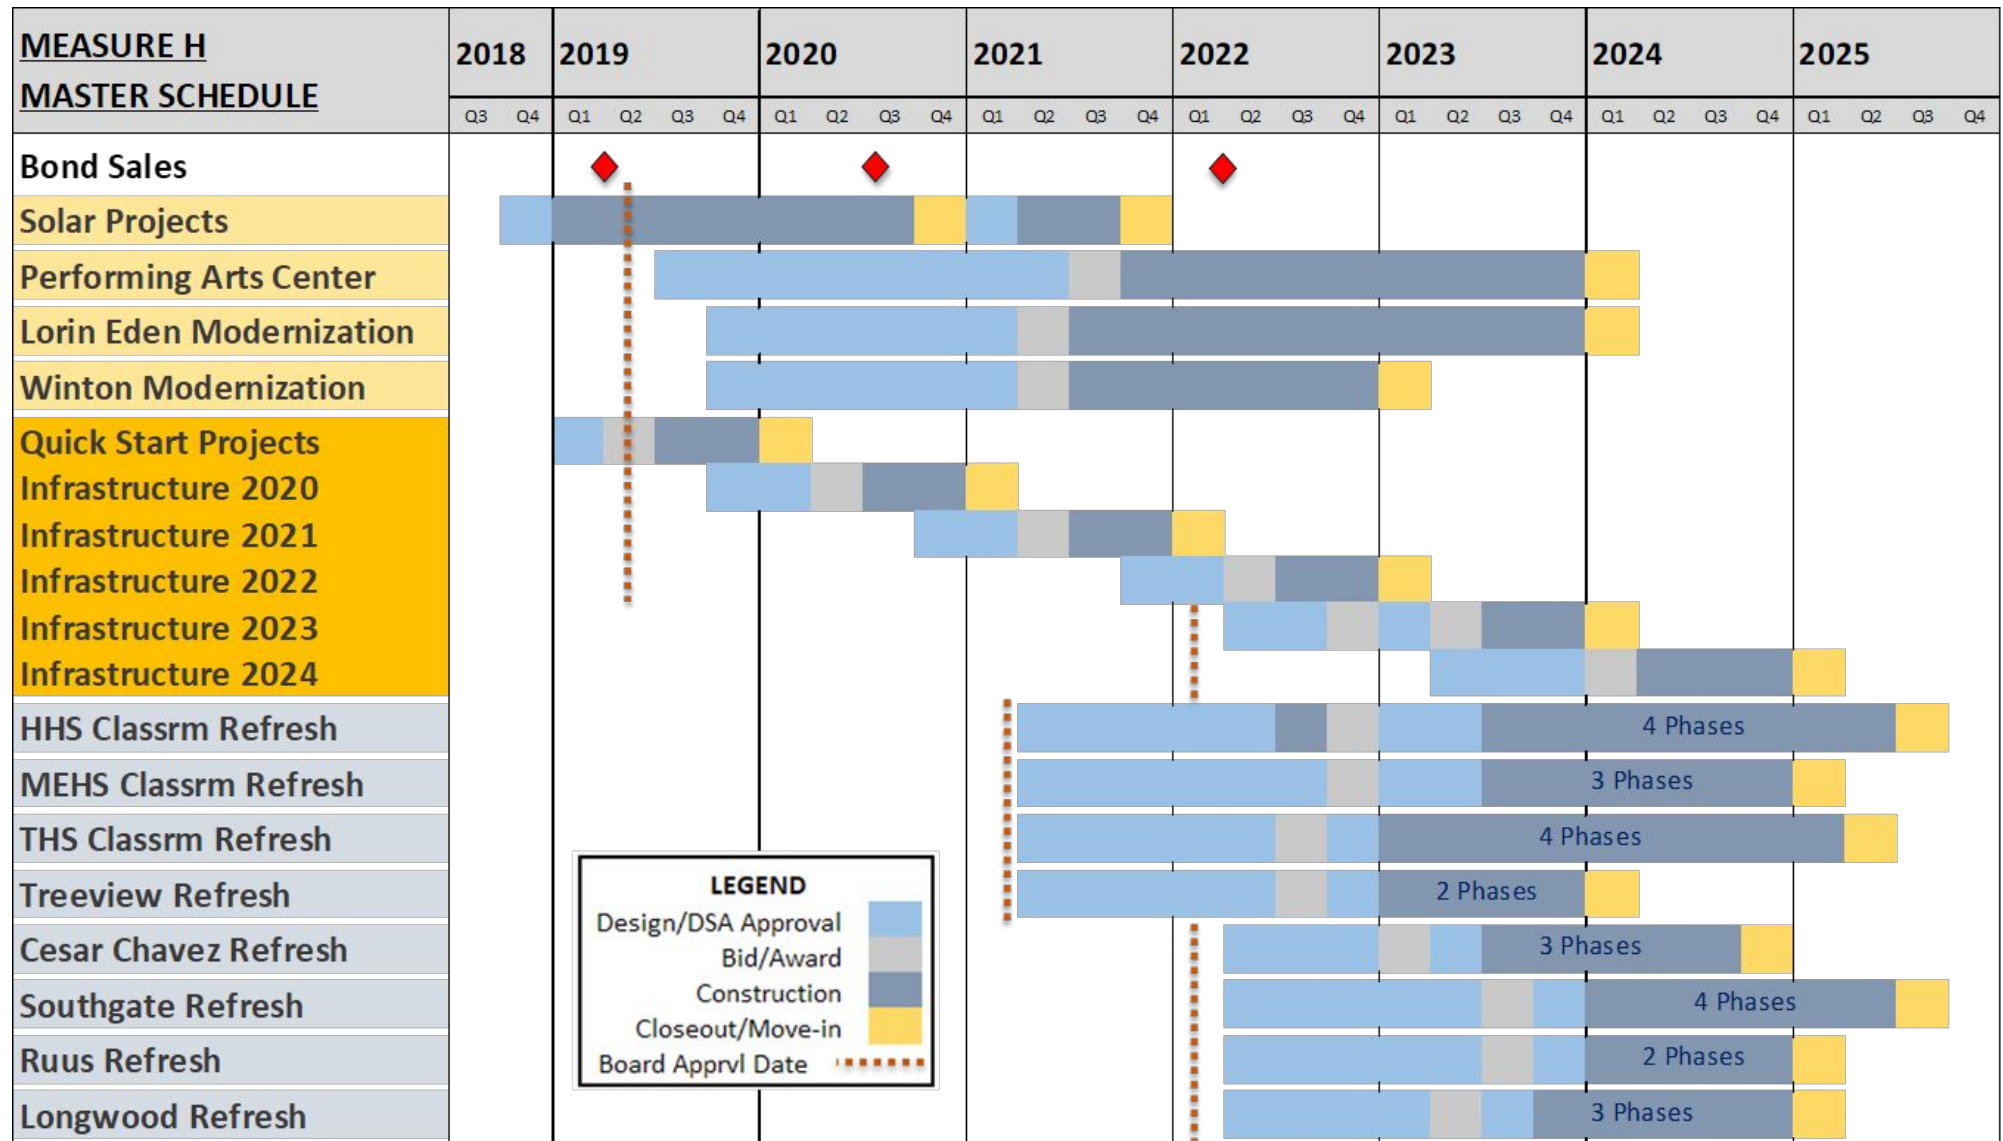 MEASURE H
MASTER SCHEDULE
2018 2019 2020 2021 2022 2023 2024 2025
Q3 Q4 Q1 Q2 Q3 Q4 Q1 Q2 Q3 Q4 Q1 Q2 Q3 Q4 Q1 Q2 Q3 Q4 Q1 Q2 Q3 Q4 Q1 Q2 Q3 Q4 Q1 Q2 Q3 Q4
Bond Sales
Solar Projects
Performing Arts Center
Lorin Eden Modernization
Winton Modernization
Quick Start Projects
Infrastructure 2020
Infrastructure 2021
Infrastructure 2022
Infrastructure 2023
Infrastructure 2024
HHS Classrm Refresh 4 Phases
MEHS Classrm Refresh 3 Phases
THS Classrm Refresh 4 Phases
Treeview Refresh 2 Phases
Cesar Chavez Refresh 3 Phases
Southgate Refresh 4 Phases
Ruus Refresh 2 Phases
Longwood Refresh 3 Phases
LEGEND
Design/DSA Approval
Bid/Award
Construction
Closeout/Move-in
Board Apprvl Date